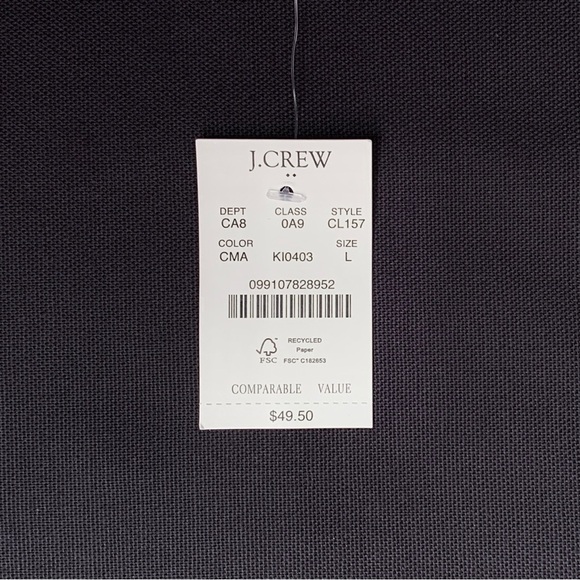 J.CREW
DEPT CLASS STYLE
CA8 0A9 CL157
COLOR SIZE
CMA KI0403 L
099107828952
RECYCLED
Paper
FSC FSC® C182653
COMPARABLE VALUE
$49.50